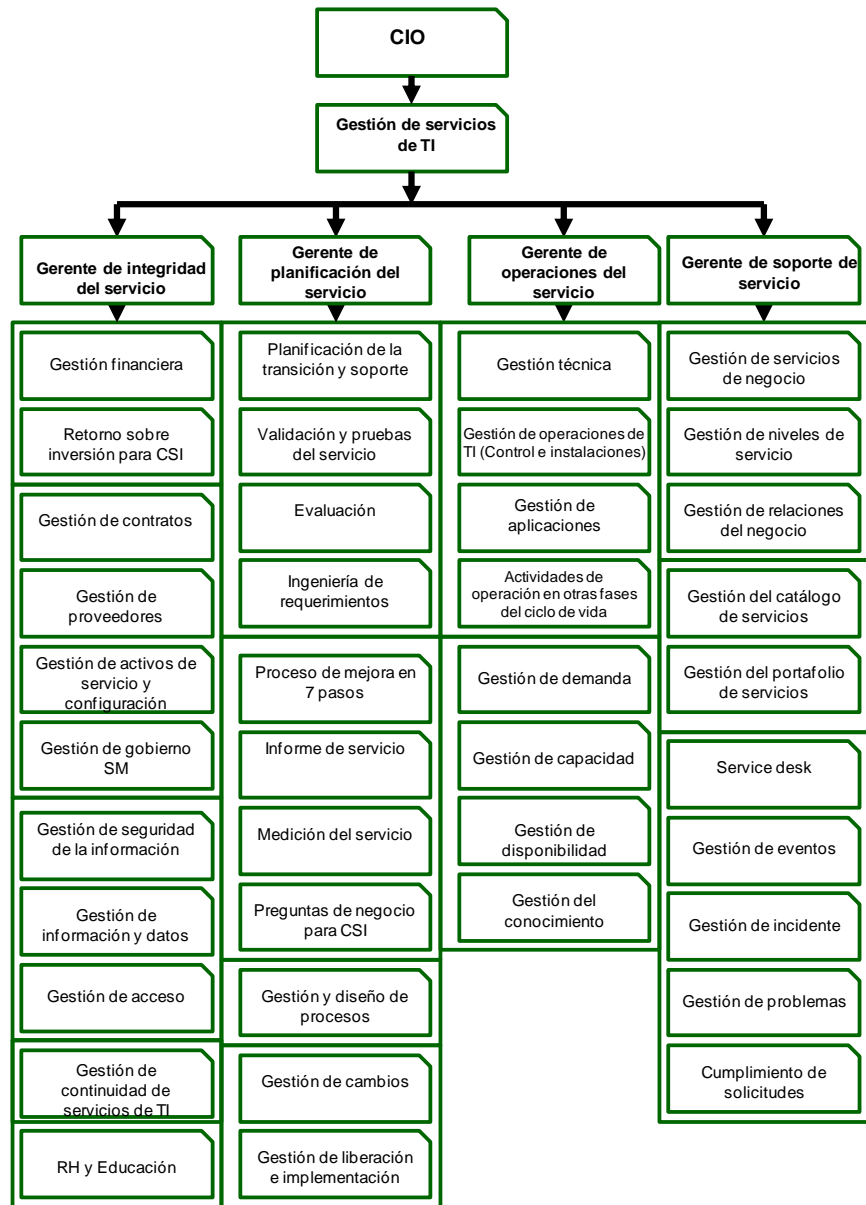 CIO
Gestión de servicios
de TI
Gerente de integridad
del servicio
Gestión financiera
Retorno sobre
inversión para CSI
Gestión de contratos
Gestión de
proveedores
Gestión de activos de
servicio y
configuración
Gestión de gobierno
SM
Gestión de seguridad
de la información
Gestión de
información y datos
Gestión de acceso
Gestión de
continuidad de
servicios de TI
RH y Educación
Gerente de
planificación del
servicio
Planificación de la
transición y soporte
Validación y pruebas
del servicio
Evaluación
Ingeniería de
requerimientos
Proceso de mejora en
7 pasos
Informe de servicio
Medición del servicio
Preguntas de negocio
para CSI
Gestión y diseño de
procesos
Gestión de cambios
Gestión de liberación
e implementación
Gerente de
operaciones del
servicio
Gestión técnica
Gestión de operaciones de
TI (Control e instalaciones)
Gestión de
aplicaciones
Actividades de
operación en otras fases
del ciclo de vida
Gestión de demanda
Gestión de capacidad
Gestión de
disponibilidad
Gestión del
conocimiento
Gerente de soporte de
servicio
Gestión de servicios
de negocio
Gestión de niveles de
servicio
Gestión de relaciones
del negocio
Gestión del catálogo
de servicios
Gestión del portafolio
de servicios
Service desk
Gestión de eventos
Gestión de incidente
Gestión de problemas
Cumplimiento de
solicitudes